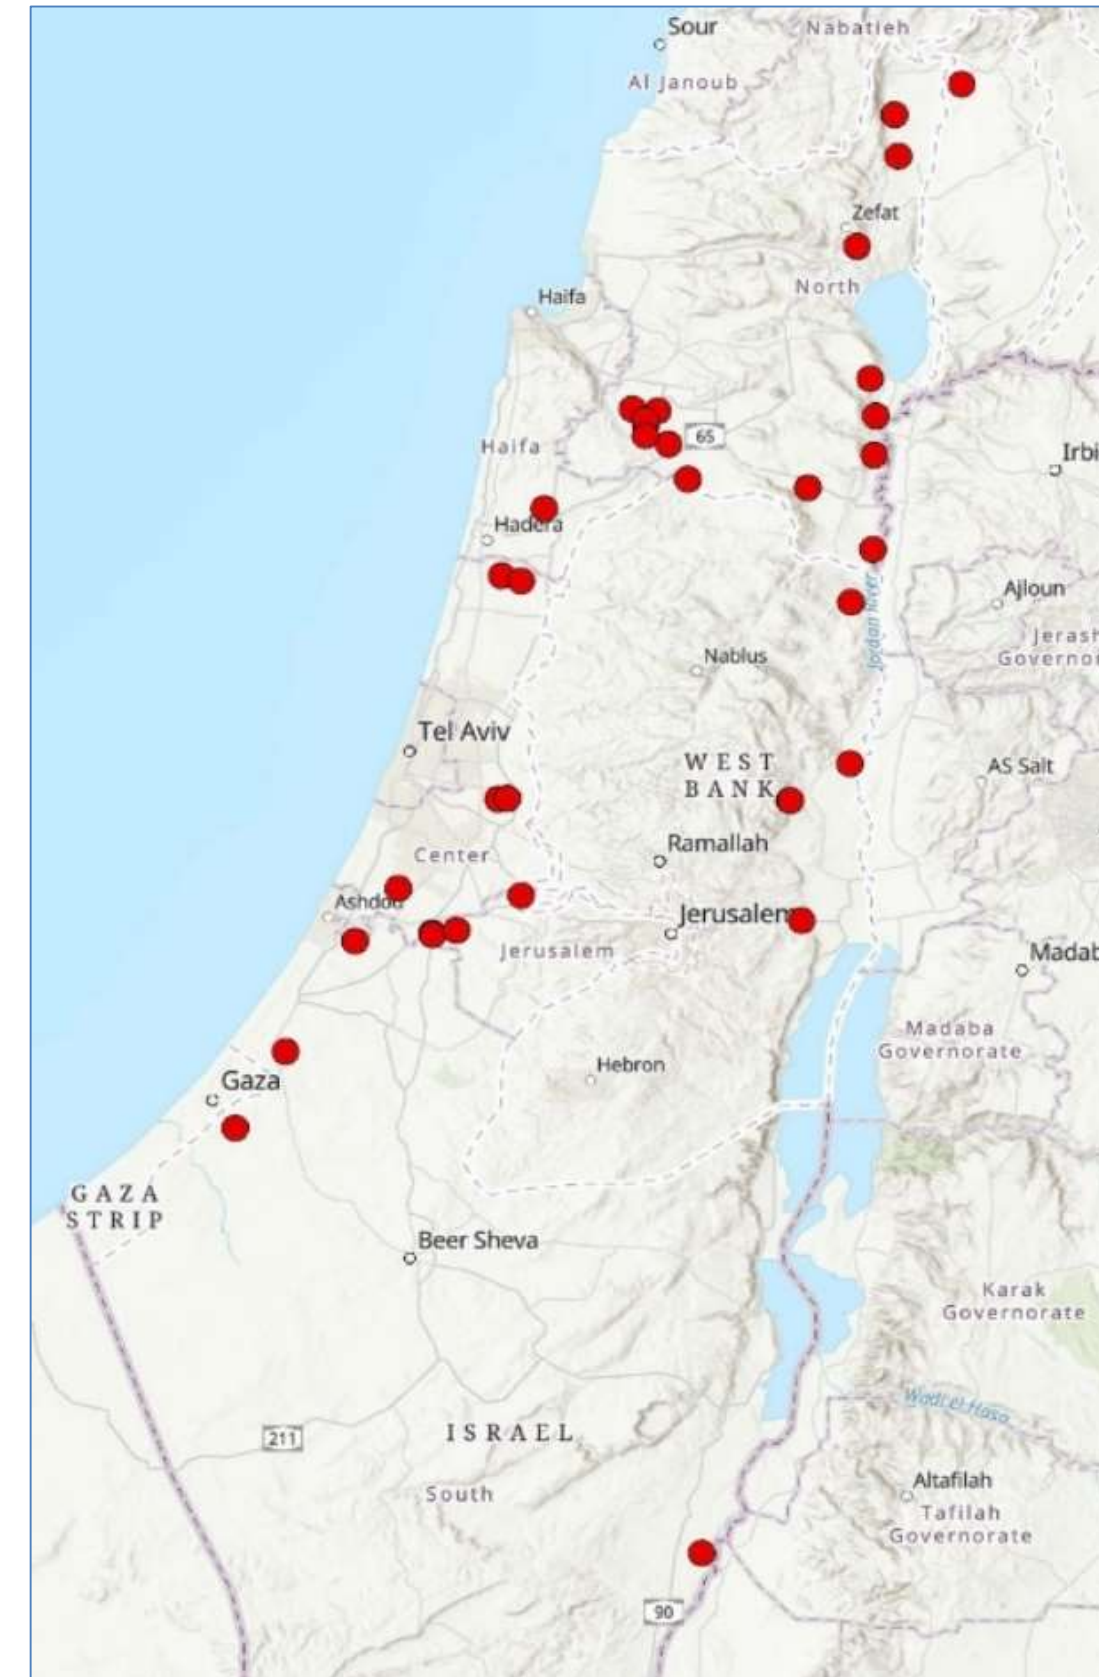 Sour
Nabatieh
Al Janoub
Zefat
North
Haifa
65
Haifa
Irbi
Hadera
Ajloun
Jordan River
Jerash
Governor
Nablus
Tel Aviv
WEST
BANK
AS Salt
Ramallah
Center
Ashdod
Jerusalem
Jerusalem
Madab
Madaba
Governorate
Hebron
Gaza
GAZA
STRIP
Beer Sheva
Karak
Governorate
Wadi El Hasa
ISRAEL
211
Altafilah
South
Tafilah
Governorate
90